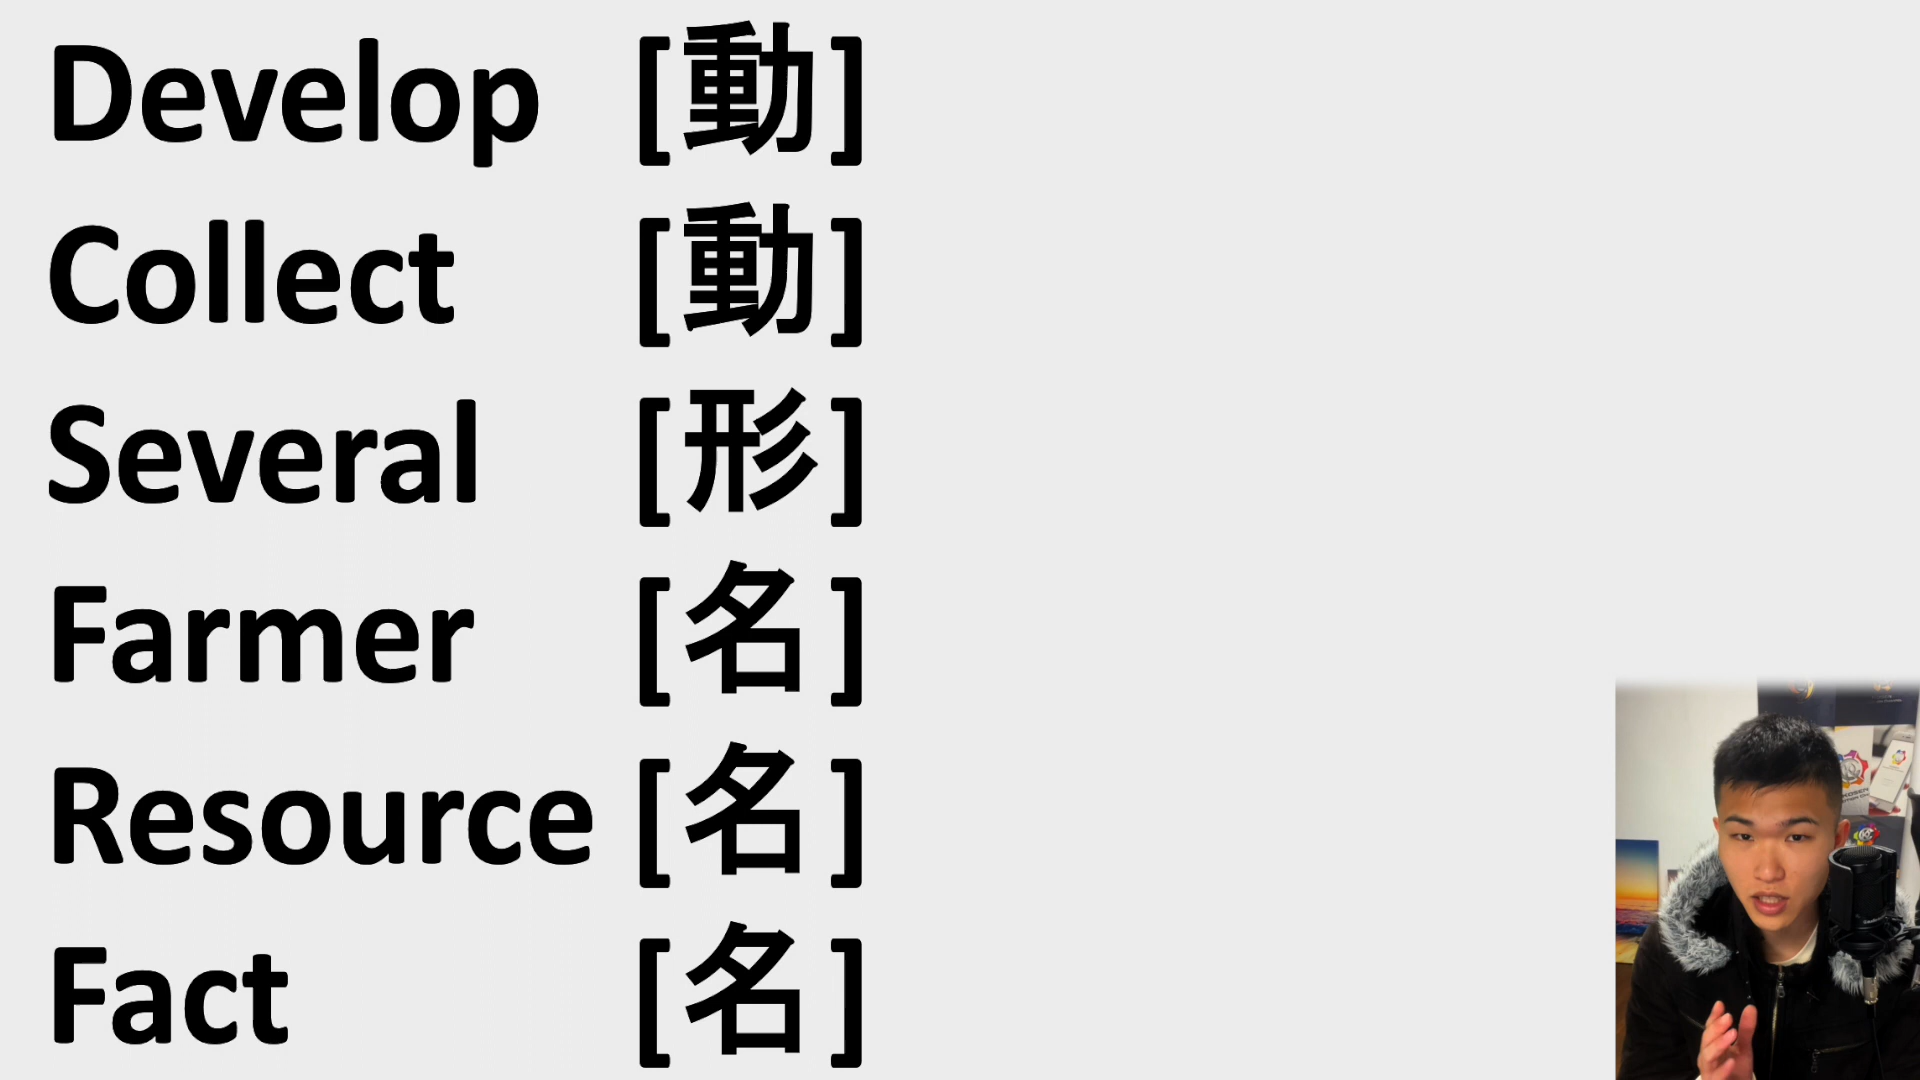 Develop [動]
Collect [動]
Several [形]
Farmer [名]
Resource [名]
Fact [名]